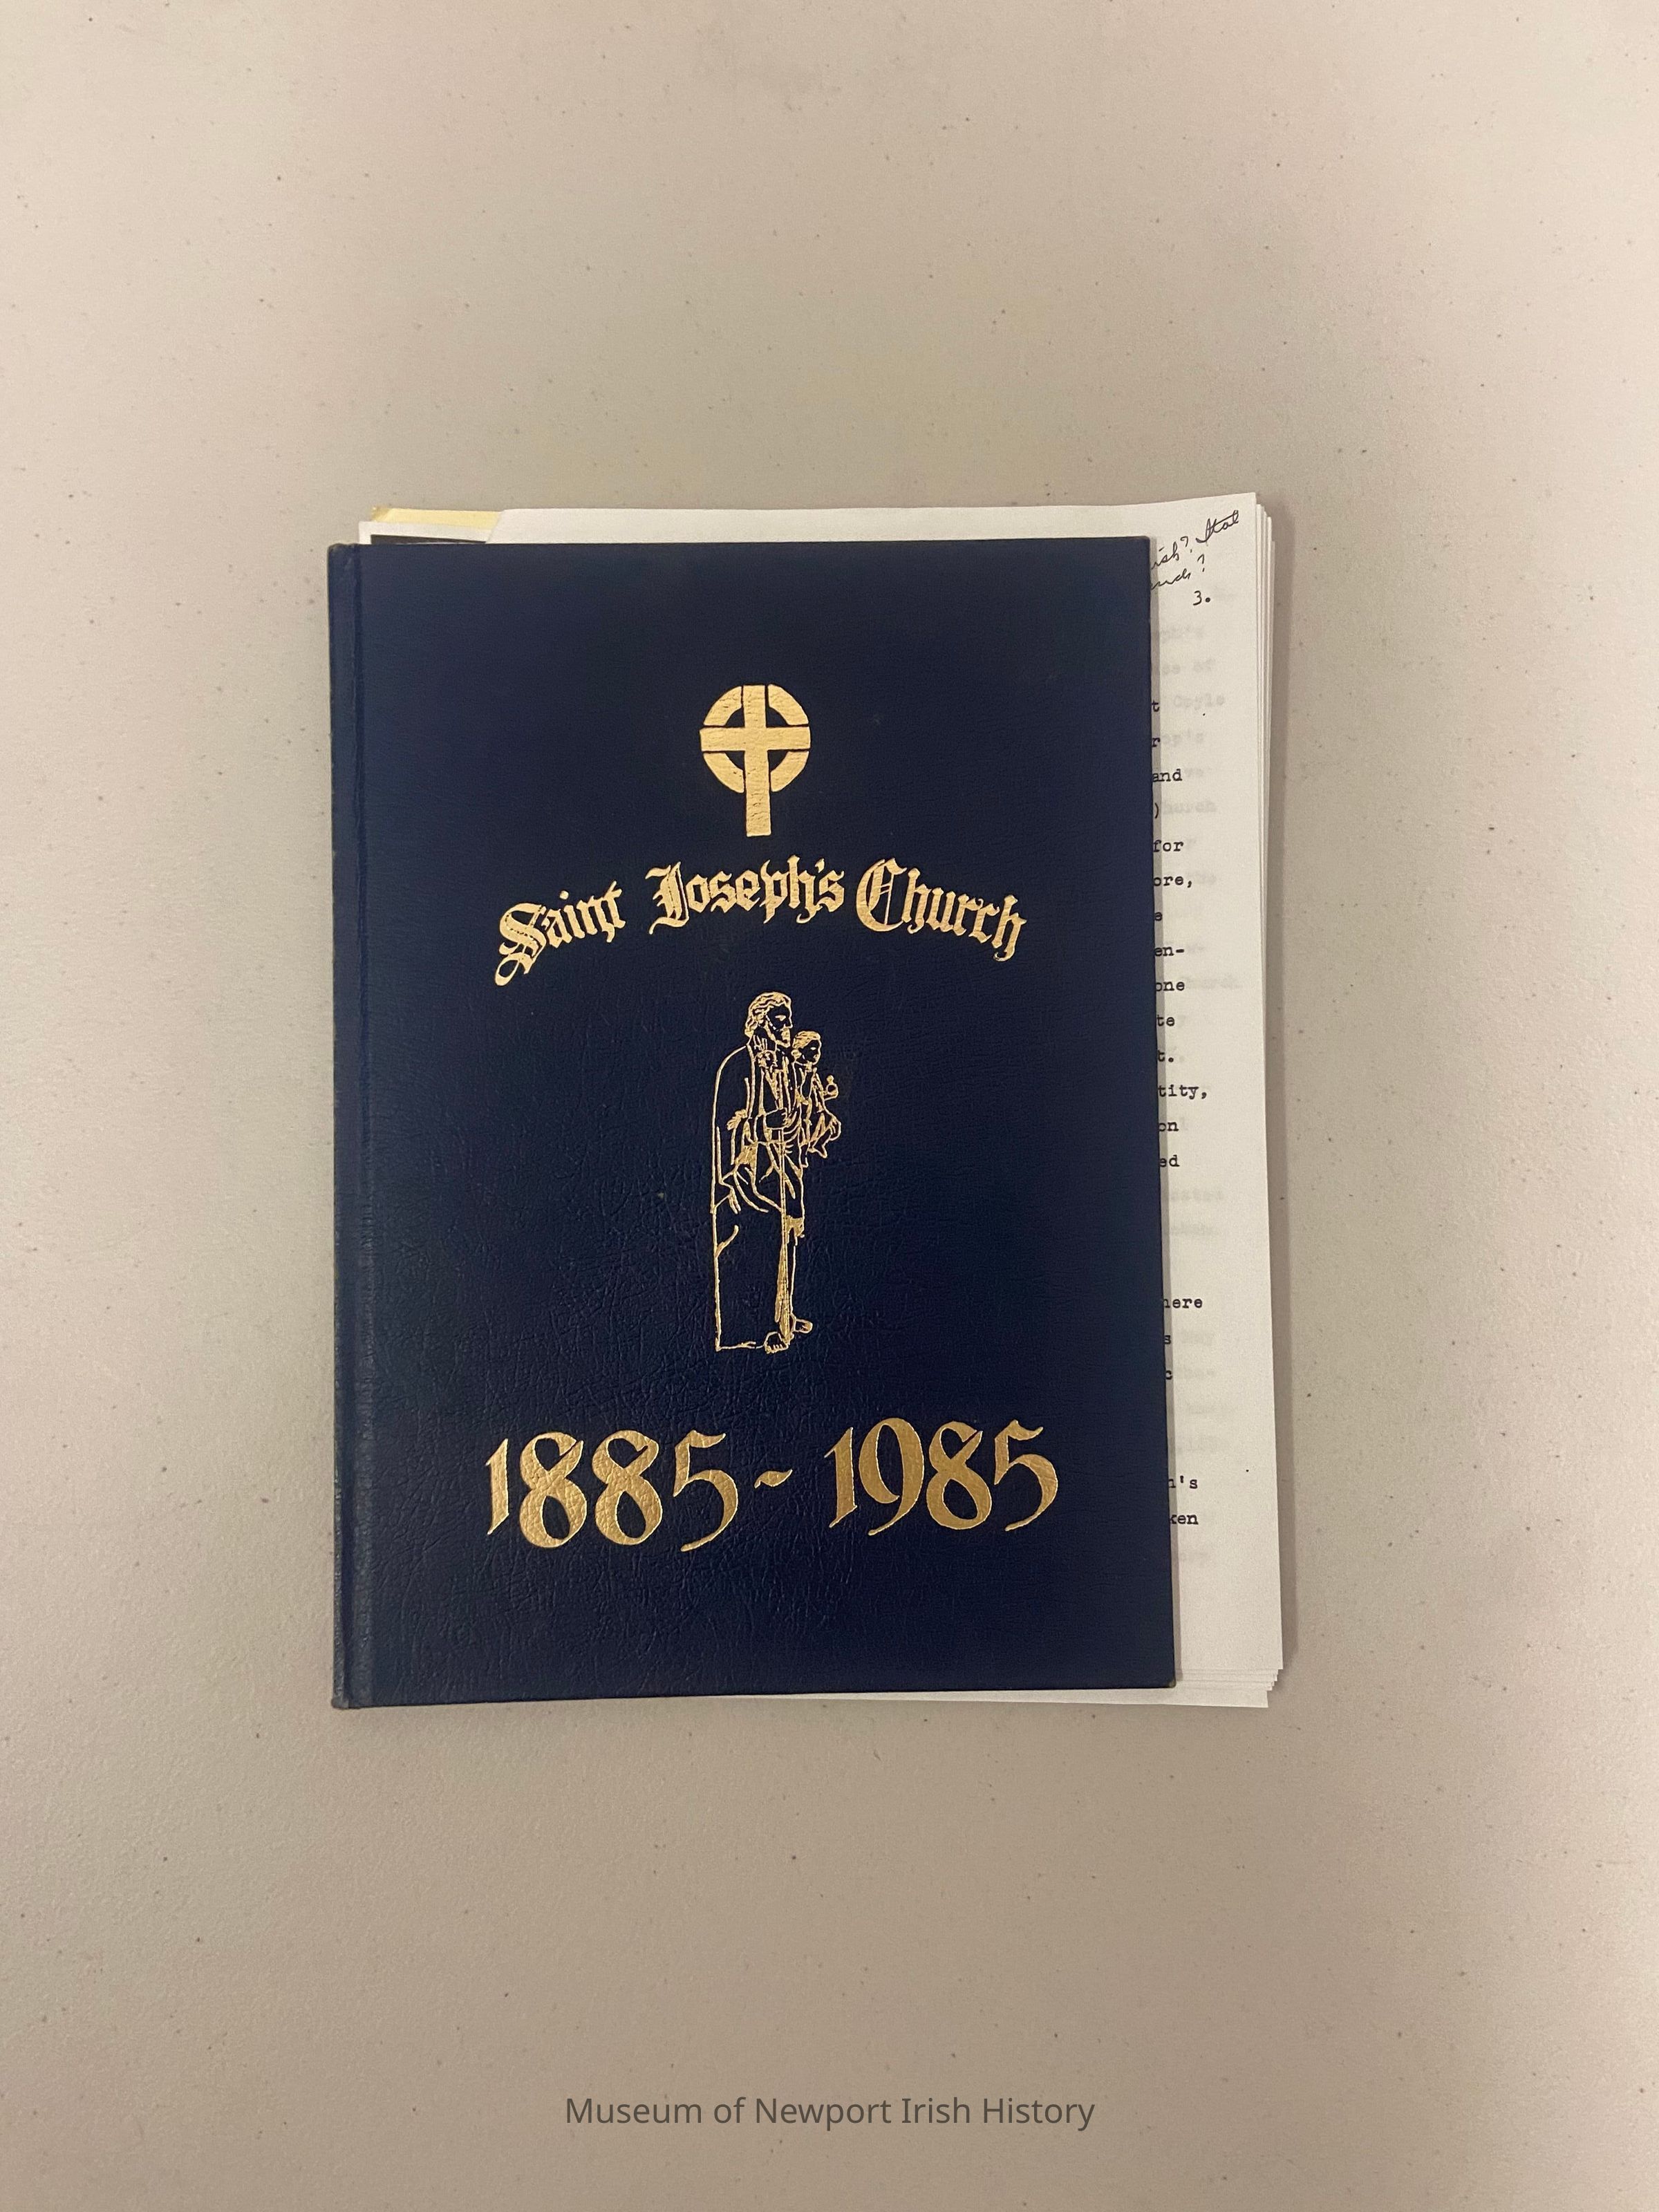 3.
t
r
and
)
for
ore,
e
en-
one
te
t.
tity,
on
ed
here
s
c
h's
ken
Saint Joseph's Church
1885-1985
Museum of Newport Irish History